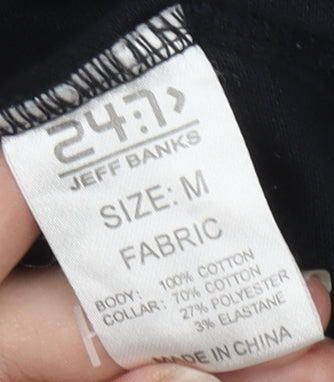 24:7>
JEFF BANKS
SIZE: M
FABRIC
BODY: 100% COTTON
COLLAR: 70% COTTON
27% POLYESTER
3% ELASTANE
MADE IN CHINA